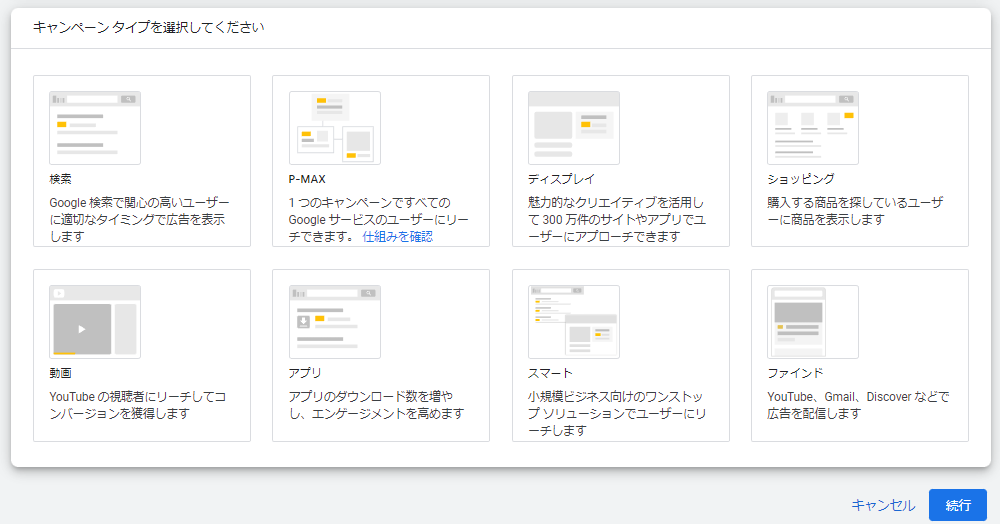 キャンペーン タイプを選択してください
検索
Google 検索で関心の高いユーザー
に適切なタイミングで広告を表示
します
P-MAX
1 つのキャンペーンですべての
Google サービスのユーザーにリー
チできます。 仕組みを確認
ディスプレイ
魅力的なクリエイティブを活用し
て 300 万件のサイトやアプリでユ
ーザーにアプローチできます
ショッピング
購入する商品を探しているユーザ
ーに商品を表示します
動画
YouTube の視聴者にリーチしてコ
ンバージョンを獲得します
アプリ
アプリのダウンロード数を増や
し、エンゲージメントを高めます
スマート
小規模ビジネス向けのワンストッ
プ ソリューションでユーザーにリ
ーチします
ファインド
YouTube、Gmail、Discover などで
広告を配信します
キャンセル
続行